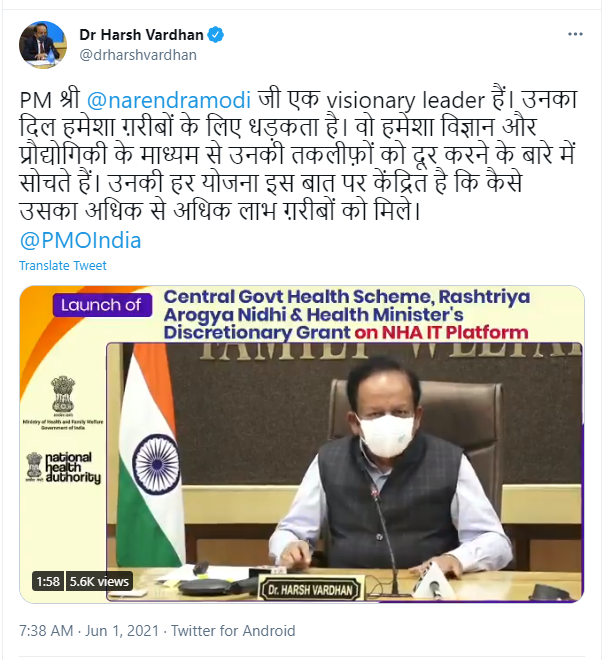 Dr Harsh Vardhan
@drharshvardhan
PM श्री @narendramodi जी एक visionary leader हैं। उनका
दिल हमेशा ग़रीबों के लिए धड़कता है। वो हमेशा विज्ञान और
प्रौद्योगिकी के माध्यम से उनकी तकलीफ़ों को दूर करने के बारे में
सोचते हैं। उनकी हर योजना इस बात पर केंद्रित है कि कैसे
उसका अधिक से अधिक लाभ ग़रीबों को मिले।
@PMOIndia
Translate Tweet
Launch of
Central Govt Health Scheme, Rashtriya
Arogya Nidhi & Health Minister's
Discretionary Grant on NHA IT Platform
FAMILY WELFA
Ministry of Health and Family Welfare
Government of India
national
health
authority
1:58
5.6K views
Dr. HARSH VARDHAN
7:38 AM · Jun 1, 2021 · Twitter for Android